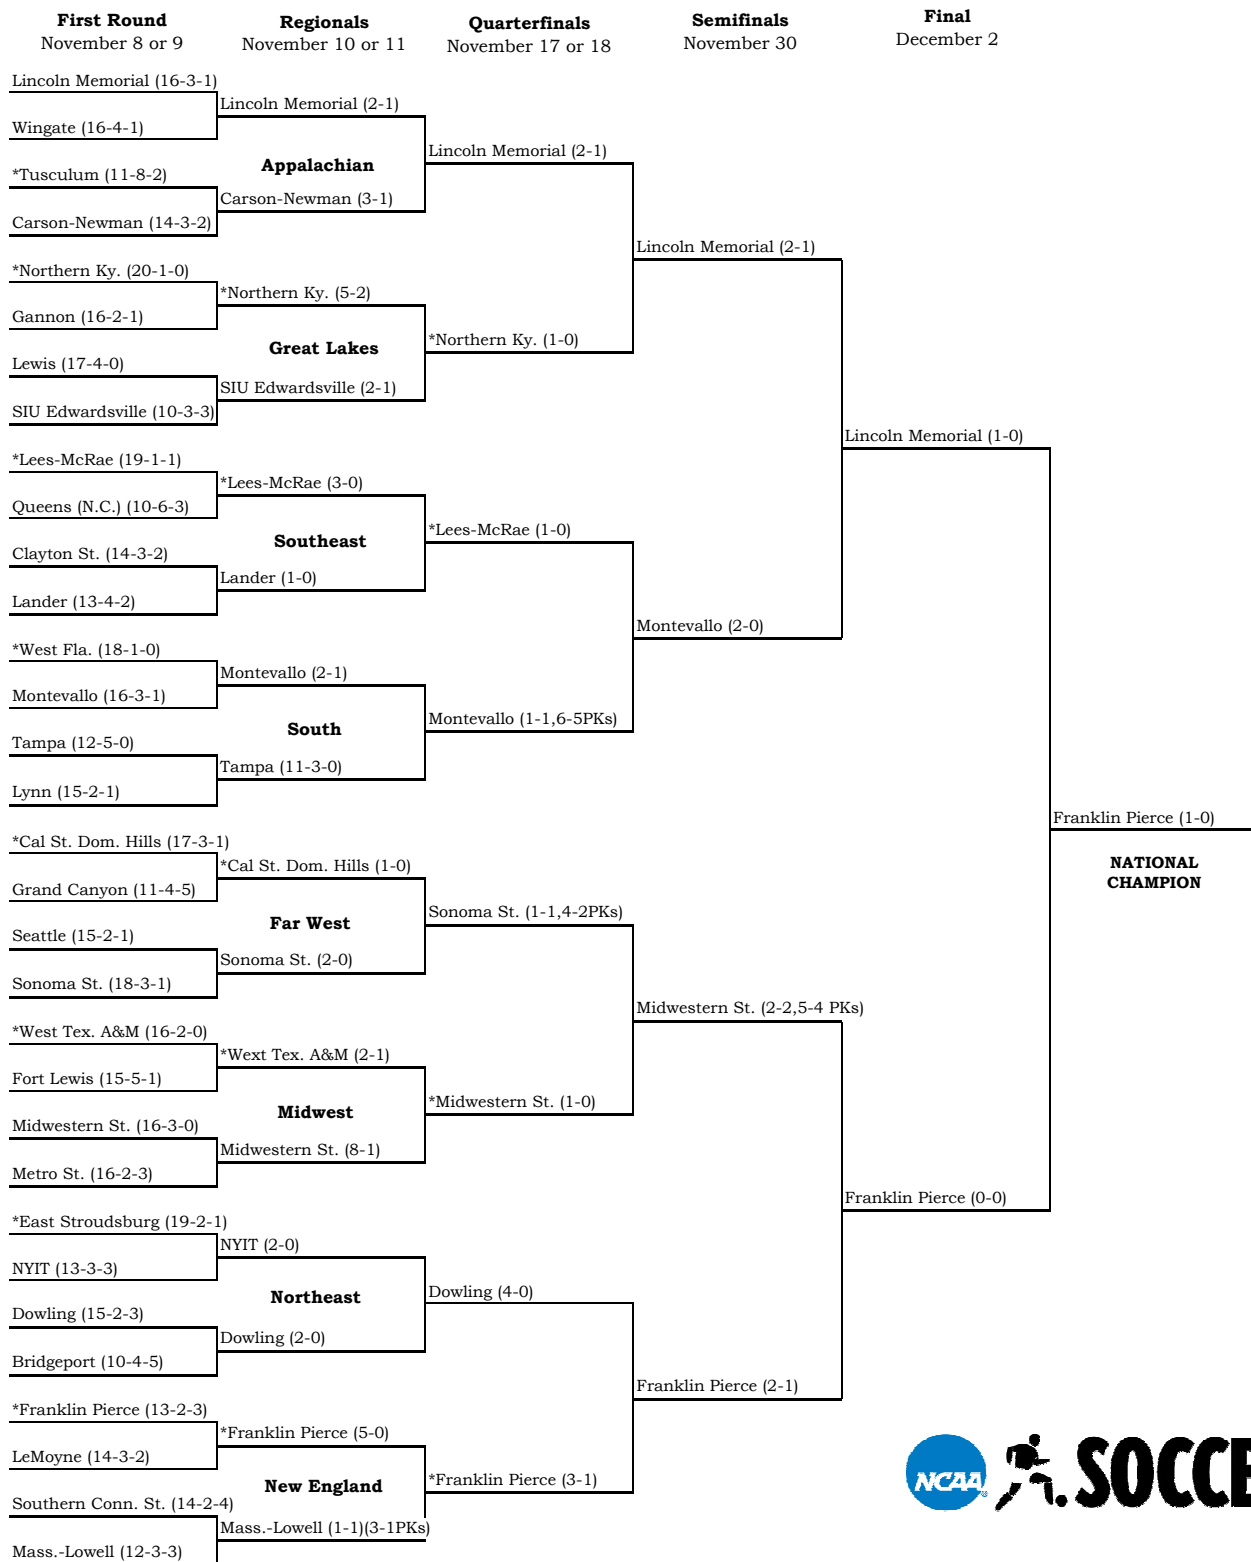 First Round
November 8 or 9
Regionals
November 10 or 11
Quarterfinals
November 17 or 18
Semifinals
November 30
Final
December 2
Lincoln Memorial (16-3-1)
Wingate (16-4-1)
*Tusculum (11-8-2)
Carson-Newman (14-3-2)
*Northern Ky. (20-1-0)
Gannon (16-2-1)
Lewis (17-4-0)
SIU Edwardsville (10-3-3)
*Lees-McRae (19-1-1)
Queens (N.C.) (10-6-3)
Clayton St. (14-3-2)
Lander (13-4-2)
*West Fla. (18-1-0)
Montevallo (16-3-1)
Tampa (12-5-0)
Lynn (15-2-1)
*Cal St. Dom. Hills (17-3-1)
Grand Canyon (11-4-5)
Seattle (15-2-1)
Sonoma St. (18-3-1)
*West Tex. A&M (16-2-0)
Fort Lewis (15-5-1)
Midwestern St. (16-3-0)
Metro St. (16-2-3)
*East Stroudsburg (19-2-1)
NYIT (13-3-3)
Dowling (15-2-3)
Bridgeport (10-4-5)
*Franklin Pierce (13-2-3)
LeMoyne (14-3-2)
Southern Conn. St. (14-2-4)
Mass.-Lowell (12-3-3)
Lincoln Memorial (2-1)
Appalachian
Carson-Newman (3-1)
*Northern Ky. (5-2)
Great Lakes
SIU Edwardsville (2-1)
*Lees-McRae (3-0)
Southeast
Lander (1-0)
Montevallo (2-1)
South
Tampa (11-3-0)
*Cal St. Dom. Hills (1-0)
Far West
Sonoma St. (2-0)
*Wext Tex. A&M (2-1)
Midwest
Midwestern St. (8-1)
NYIT (2-0)
Northeast
Dowling (2-0)
*Franklin Pierce (5-0)
New England
Mass.-Lowell (1-1)(3-1PKs)
Lincoln Memorial (2-1)
*Northern Ky. (1-0)
*Lees-McRae (1-0)
Montevallo (1-1,6-5PKs)
Sonoma St. (1-1,4-2PKs)
*Midwestern St. (1-0)
Dowling (4-0)
*Franklin Pierce (3-1)
Lincoln Memorial (2-1)
Montevallo (2-0)
Midwestern St. (2-2,5-4 PKs)
Franklin Pierce (2-1)
Lincoln Memorial (1-0)
Franklin Pierce (0-0)
Franklin Pierce (1-0)
NATIONAL
CHAMPION
NCAA
SOCCE